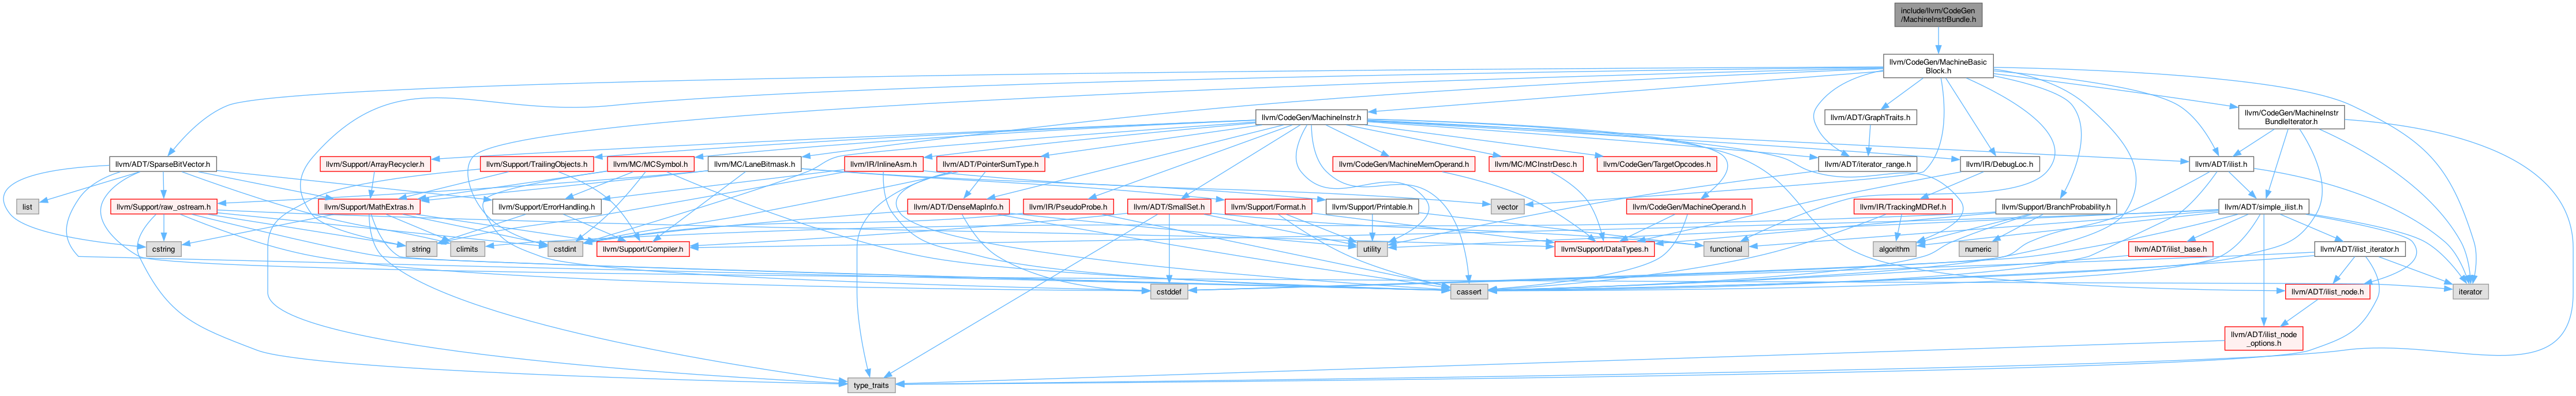 include/llvm/CodeGen
/MachineInstrBundle.h
llvm/CodeGen/MachineBasic
Block.h
llvm/CodeGen/MachineInstr.h
llvm/ADT/GraphTraits.h
llvm/CodeGen/MachineInstr
BundleIterator.h
llvm/ADT/SparseBitVector.h
llvm/Support/ArrayRecycler.h
llvm/Support/TrailingObjects.h
llvm/MC/MCSymbol.h
llvm/MC/LaneBitmask.h
llvm/IR/InlineAsm.h
llvm/ADT/PointerSumType.h
llvm/CodeGen/MachineMemOperand.h
llvm/MC/MCInstrDesc.h
llvm/CodeGen/TargetOpcodes.h
llvm/ADT/iterator_range.h
llvm/IR/DebugLoc.h
llvm/ADT/ilist.h
list
llvm/Support/raw_ostream.h
llvm/Support/MathExtras.h
llvm/Support/ErrorHandling.h
llvm/ADT/DenseMapInfo.h
llvm/IR/PseudoProbe.h
llvm/ADT/SmallSet.h
llvm/Support/Format.h
llvm/Support/Printable.h
vector
llvm/CodeGen/MachineOperand.h
llvm/IR/TrackingMDRef.h
llvm/Support/BranchProbability.h
llvm/ADT/simple_ilist.h
cstring
string
climits
cstdint
llvm/Support/Compiler.h
utility
llvm/Support/DataTypes.h
functional
algorithm
numeric
llvm/ADT/ilist_base.h
llvm/ADT/ilist_iterator.h
cstddef
cassert
llvm/ADT/ilist_node.h
iterator
llvm/ADT/ilist_node
_options.h
type_traits